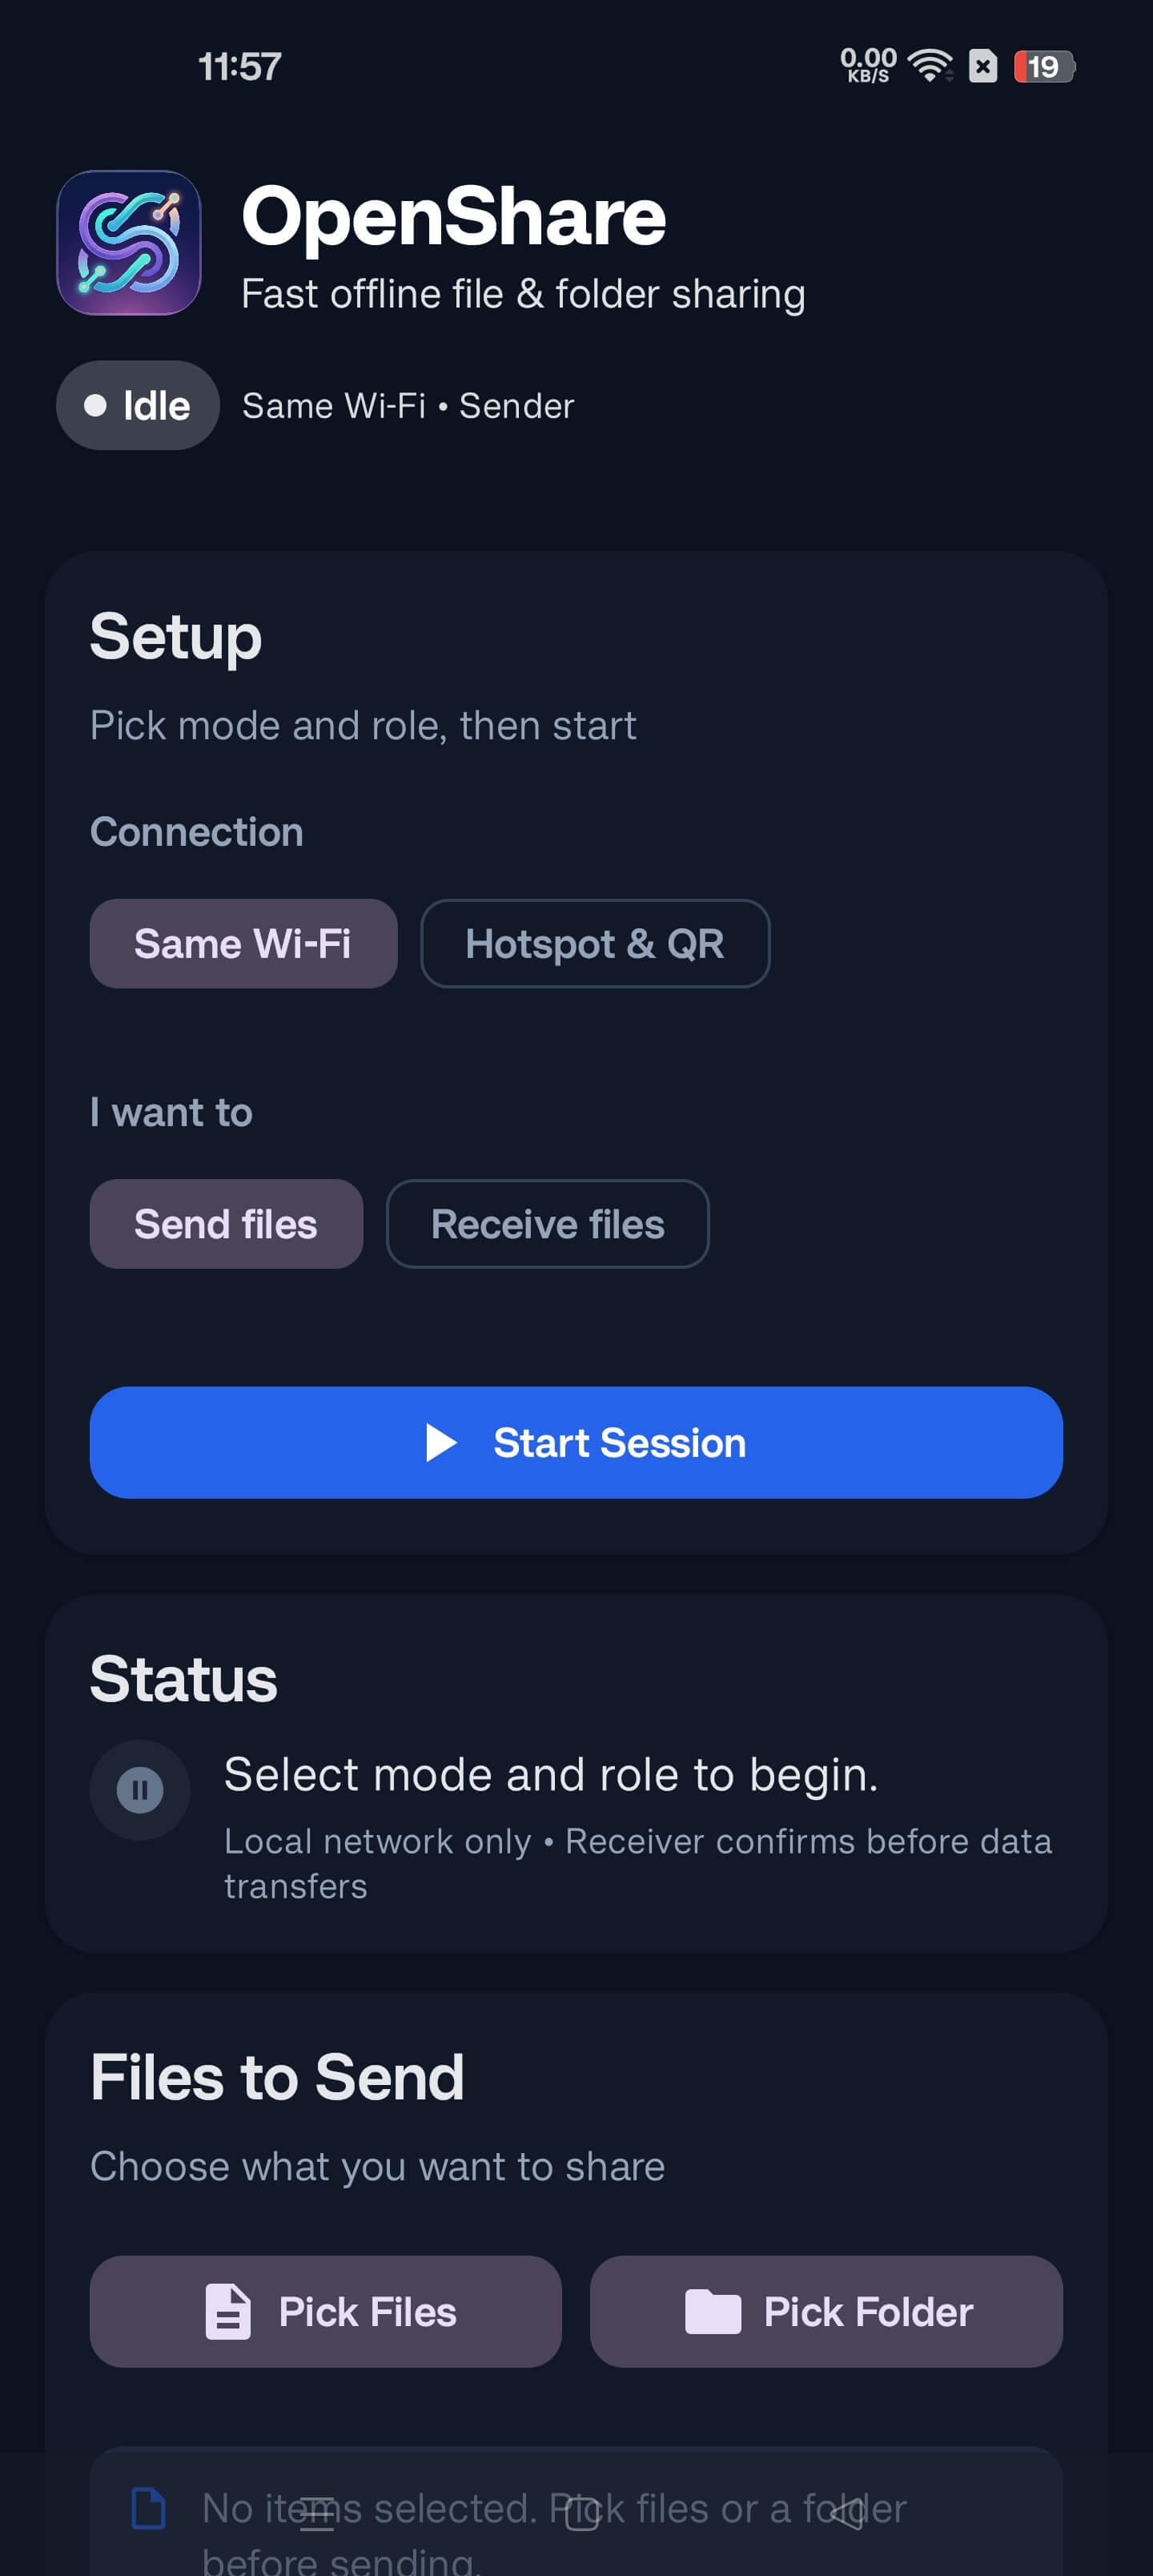 11:57
0.00
KB/S
19
OpenShare
Fast offline file & folder sharing
Idle
Same Wi-Fi • Sender
Setup
Pick mode and role, then start
Connection
Same Wi-Fi
Hotspot & QR
I want to
Send files
Receive files
Start Session
Status
Select mode and role to begin.
Local network only • Receiver confirms before data
transfers
Files to Send
Choose what you want to share
Pick Files
Pick Folder
No items selected. Pick files or a folder
before sending.